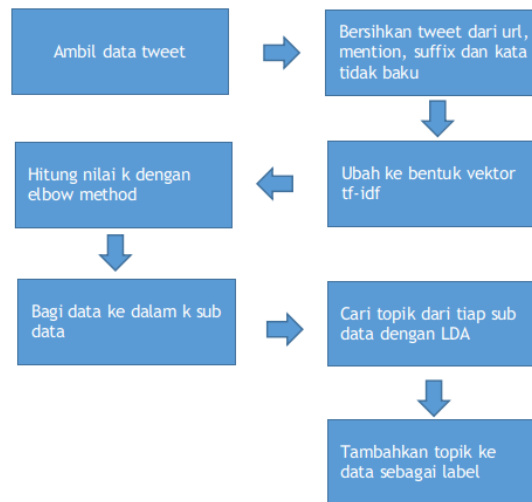 Ambil data tweet
Bersihkan tweet dari url,
mention, suffix dan kata
tidak baku
Ubah ke bentuk vektor
tf-idf
Hitung nilai k dengan
elbow method
Bagi data ke dalam k sub
data
Cari topik dari tiap sub
data dengan LDA
Tambahkan topik ke
data sebagai label